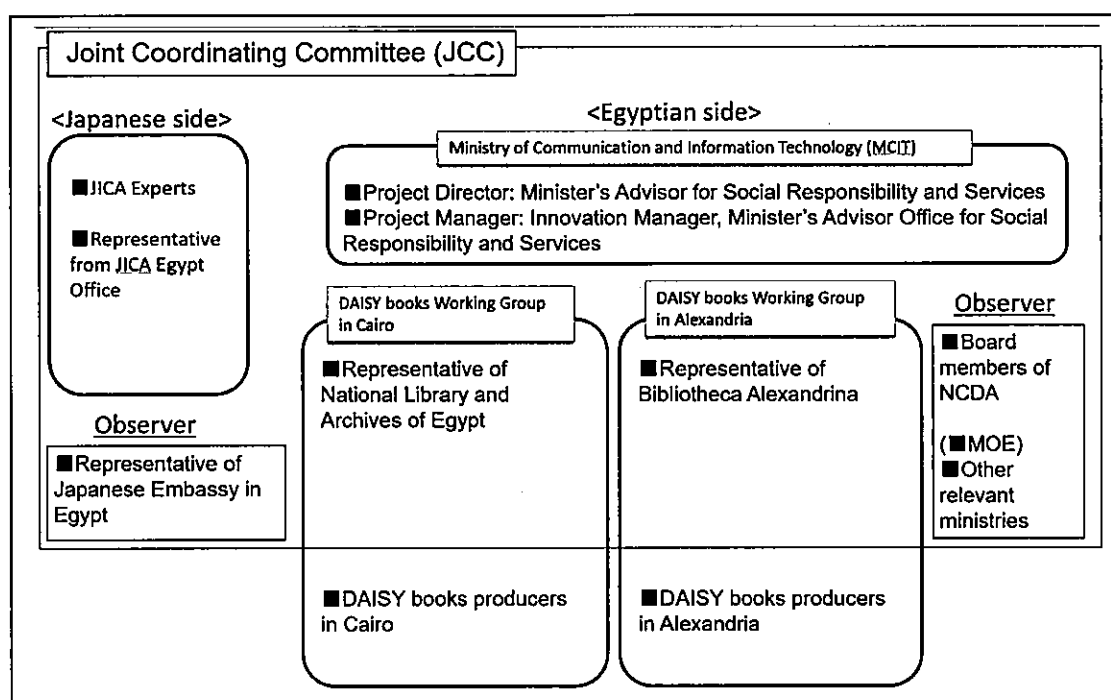 Joint Coordinating Committee (JCC)
<Japanese side>
■JICA Experts
■Representative
from JICA Egypt
Office
Observer
■Representative of
Japanese Embassy in
Egypt
<Egyptian side>
Ministry of Communication and Information Technology (MCIT)
■Project Director: Minister's Advisor for Social Responsibility and Services
■Project Manager: Innovation Manager, Minister's Advisor Office for Social
Responsibility and Services
DAISY books Working Group
in Cairo
■Representative of
National Library and
Archives of Egypt
■DAISY books producers
in Cairo
DAISY books Working Group
in Alexandria
■Representative of
Bibliotheca Alexandrina
■DAISY books producers
in Alexandria
Observer
■Board
members of
NCDA
(■MOE)
■Other
relevant
ministries